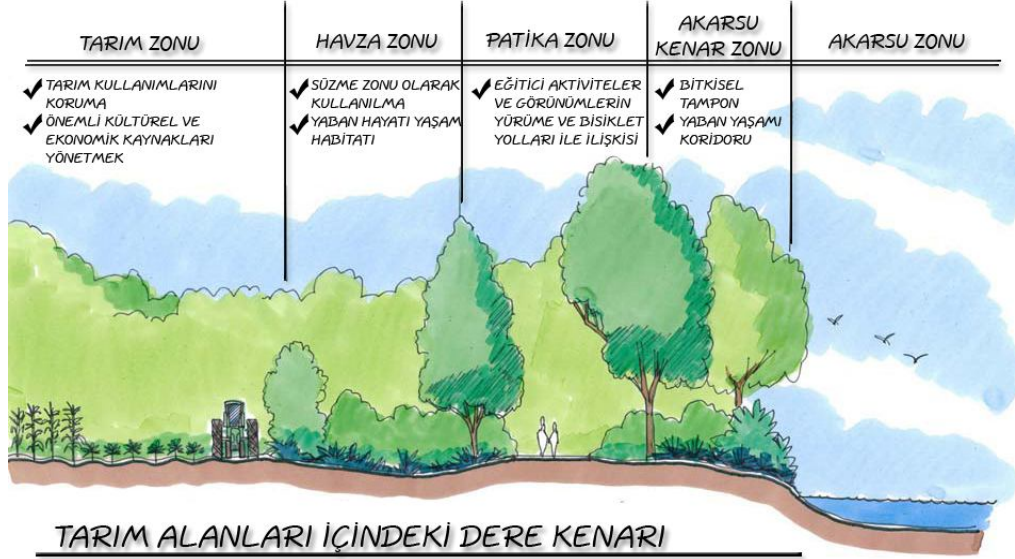 TARIM ZONU
HAVZA ZONU
PATİKA ZONU
AKARSU
KENAR ZONU
AKARSU ZONU
TARIM KULLANIMLARINI
KORUMA
ÖNEMLİ KÜLTÜREL VE
EKONOMİK KAYNAKLARI
YÖNETMEK
SÜZME ZONU OLARAK
KULLANILMA
YABAN HAYATI YAŞAM
HABİTATI
EĞİTİCİ AKTİVİTELER
VE GÖRÜNÜMLERİN
YÜRÜME VE BİSİKLET
YOLLARI İLE İLİŞKİSİ
BİTKİSEL
TAMPON
YABAN YAŞAMI
KORİDORU
TARIM ALANLARI İÇİNDEKİ DERE KENARI